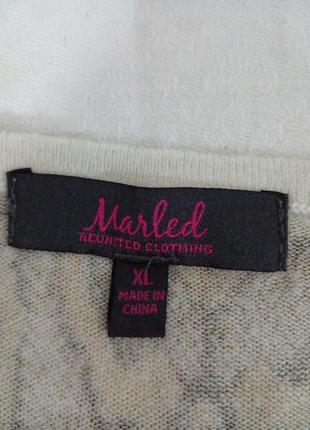 Marled
REUNITED CLOTHING
XL
MADE IN
CHINA